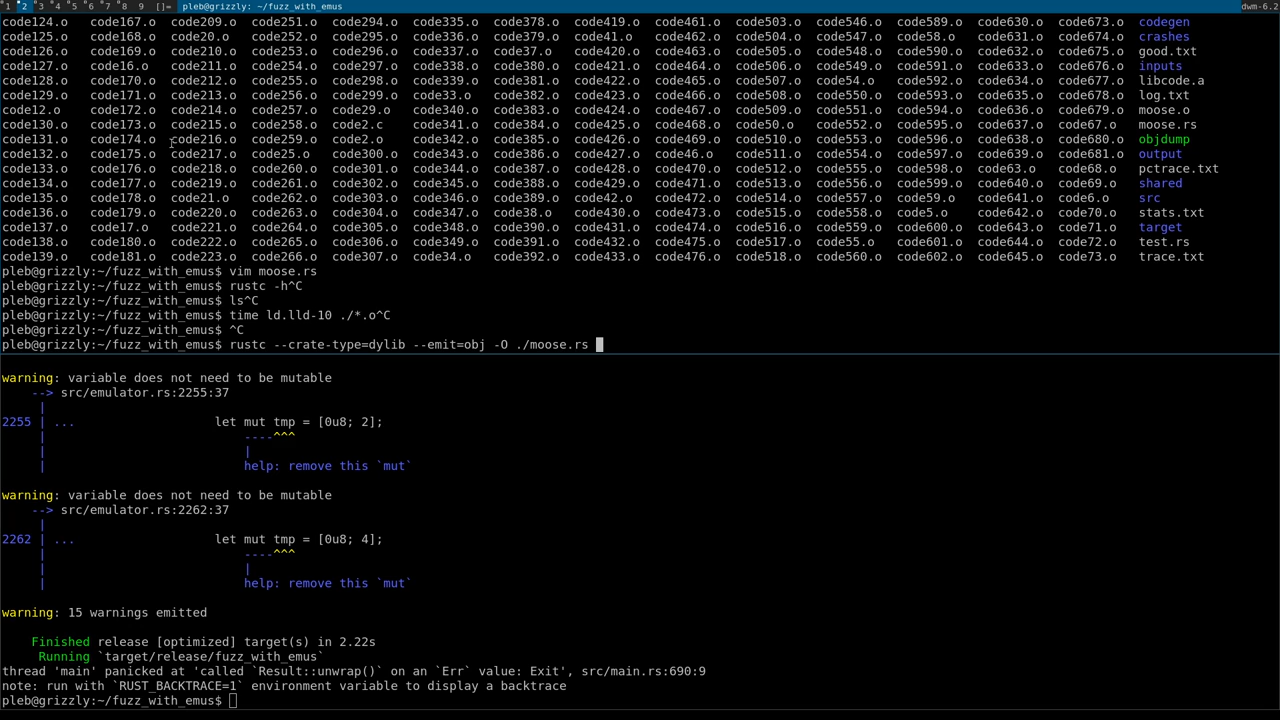 1 2 3 4 5 6 7 8 9 []= pleb@grizzly: ~/fuzz_with_emus dwm-6.2
code124.o code167.o code209.o code251.o code294.o code335.o code378.o code419.o code461.o code503.o code546.o code589.o code630.o code673.o codegen
code125.o code168.o code20.o code252.o code295.o code336.o code379.o code41.o code462.o code504.o code547.o code58.o code631.o code674.o crashes
code126.o code169.o code210.o code253.o code296.o code337.o code37.o code420.o code463.o code505.o code548.o code590.o code632.o code675.o good.txt
code127.o code16.o code211.o code254.o code297.o code338.o code380.o code421.o code464.o code506.o code549.o code591.o code633.o code676.o inputs
code128.o code170.o code212.o code255.o code298.o code339.o code381.o code422.o code465.o code507.o code54.o code592.o code634.o code677.o libcode.a
code129.o code171.o code213.o code256.o code299.o code33.o code382.o code423.o code466.o code508.o code550.o code593.o code635.o code678.o log.txt
code12.o code172.o code214.o code257.o code29.o code340.o code383.o code424.o code467.o code509.o code551.o code594.o code636.o code679.o moose.o
code130.o code173.o code215.o code258.o code2.c code341.o code384.o code425.o code468.o code50.o code552.o code595.o code637.o code67.o moose.rs
code131.o code174.o code216.o code259.o code2.o code342.o code385.o code426.o code469.o code510.o code553.o code596.o code639.o code680.o objdump
code132.o code175.o code217.o code25.o code300.o code343.o code386.o code427.o code46.o code511.o code554.o code597.o code639.o code681.o output
code133.o code176.o code218.o code260.o code301.o code344.o code387.o code428.o code470.o code512.o code555.o code598.o code63.o code68.o pctrace.txt
code134.o code177.o code219.o code261.o code302.o code345.o code388.o code429.o code471.o code513.o code556.o code599.o code640.o code69.o shared
code135.o code178.o code21.o code262.o code303.o code346.o code389.o code42.o code472.o code514.o code557.o code59.o code641.o code6.o src
code136.o code179.o code220.o code263.o code304.o code347.o code38.o code430.o code473.o code515.o code558.o code5.o code642.o code70.o stats.txt
code137.o code17.o code221.o code264.o code305.o code348.o code390.o code431.o code474.o code516.o code559.o code600.o code643.o code71.o target
code138.o code180.o code222.o code265.o code306.o code349.o code391.o code432.o code475.o code517.o code55.o code601.o code644.o code72.o test.rs
code139.o code181.o code223.o code266.o code307.o code34.o code392.o code433.o code476.o code518.o code560.o code602.o code645.o code73.o trace.txt
pleb@grizzly:~/fuzz_with_emus$ vim moose.rs
pleb@grizzly:~/fuzz_with_emus$ rustc -h^C
pleb@grizzly:~/fuzz_with_emus$ ls^C
pleb@grizzly:~/fuzz_with_emus$ time ld.lld-10 ./*.o^C
pleb@grizzly:~/fuzz_with_emus$ ^C
pleb@grizzly:~/fuzz_with_emus$ rustc --crate-type=dylib --emit=obj -O ./moose.rs
warning: variable does not need to be mutable
--> src/emulator.rs:2255:37
|
2255 | ... let mut tmp = [0u8; 2];
| ----^^^
| |
| help: remove this `mut`
warning: variable does not need to be mutable
--> src/emulator.rs:2262:37
|
2262 | ... let mut tmp = [0u8; 4];
| ----^^^
| |
| help: remove this `mut`
warning: 15 warnings emitted
Finished release [optimized] target(s) in 2.22s
Running `target/release/fuzz_with_emus`
thread 'main' panicked at 'called `Result::unwrap()` on an `Err` value: Exit', src/main.rs:690:9
note: run with `RUST_BACKTRACE=1` environment variable to display a backtrace
pleb@grizzly:~/fuzz_with_emus$